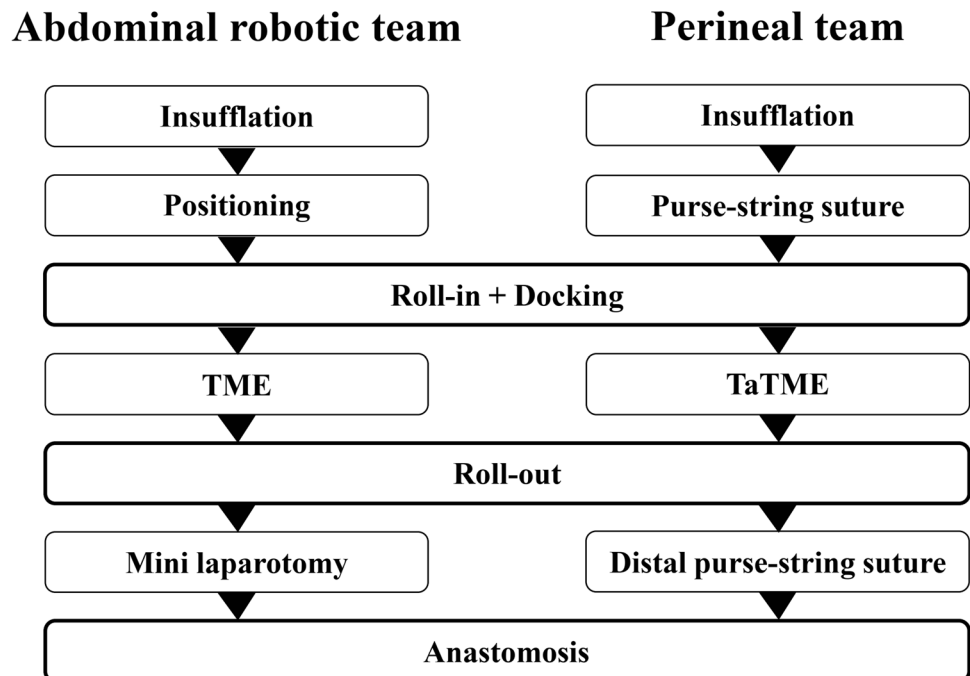 Abdominal robotic team
Perineal team
Insufflation
Insufflation
Positioning
Purse-string suture
Roll-in + Docking
TME
TaTME
Roll-out
Mini laparotomy
Distal purse-string suture
Anastomosis